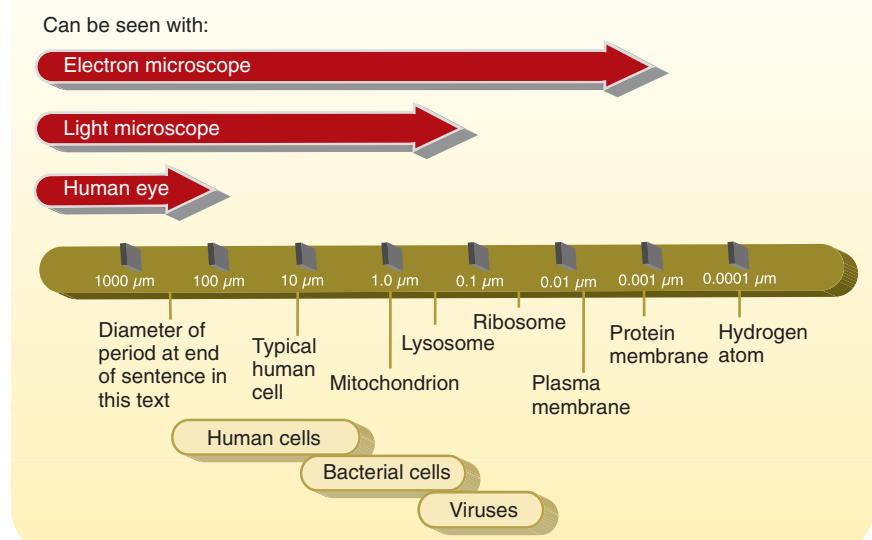 Can be seen with:
Electron microscope
Light microscope
Human eye
1000 μm
100 μm
10 μm
1.0 μm
0.1 μm
0.01 μm
0.001 μm
0.0001 μm
Diameter of
period at end
of sentence in
this text
Typical
human
cell
Mitochondrion
Lysosome
Ribosome
Plasma
membrane
Protein
membrane
Hydrogen
atom
Human cells
Bacterial cells
Viruses